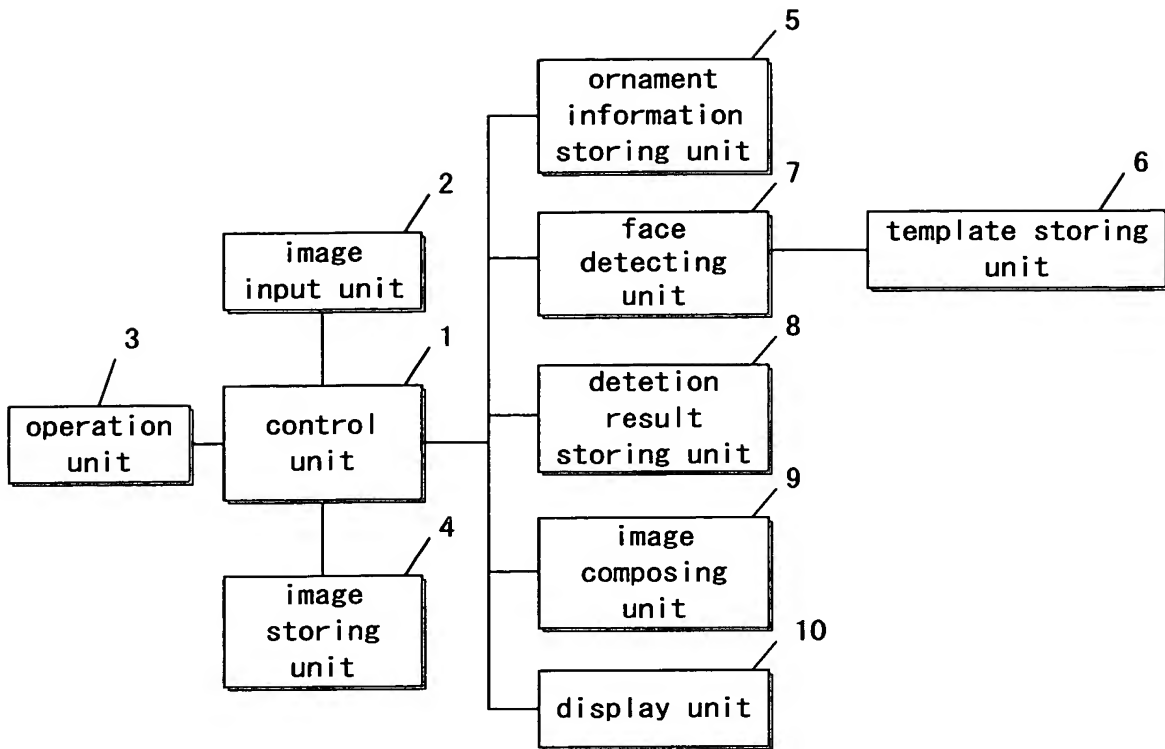 5
ornament
information
storing unit
7
face
detecting
unit
6
template storing
unit
2
image
input unit
3
operation
unit
1
control
unit
8
detetion
result
storing unit
4
image
storing
unit
9
image
composing
unit
10
display unit